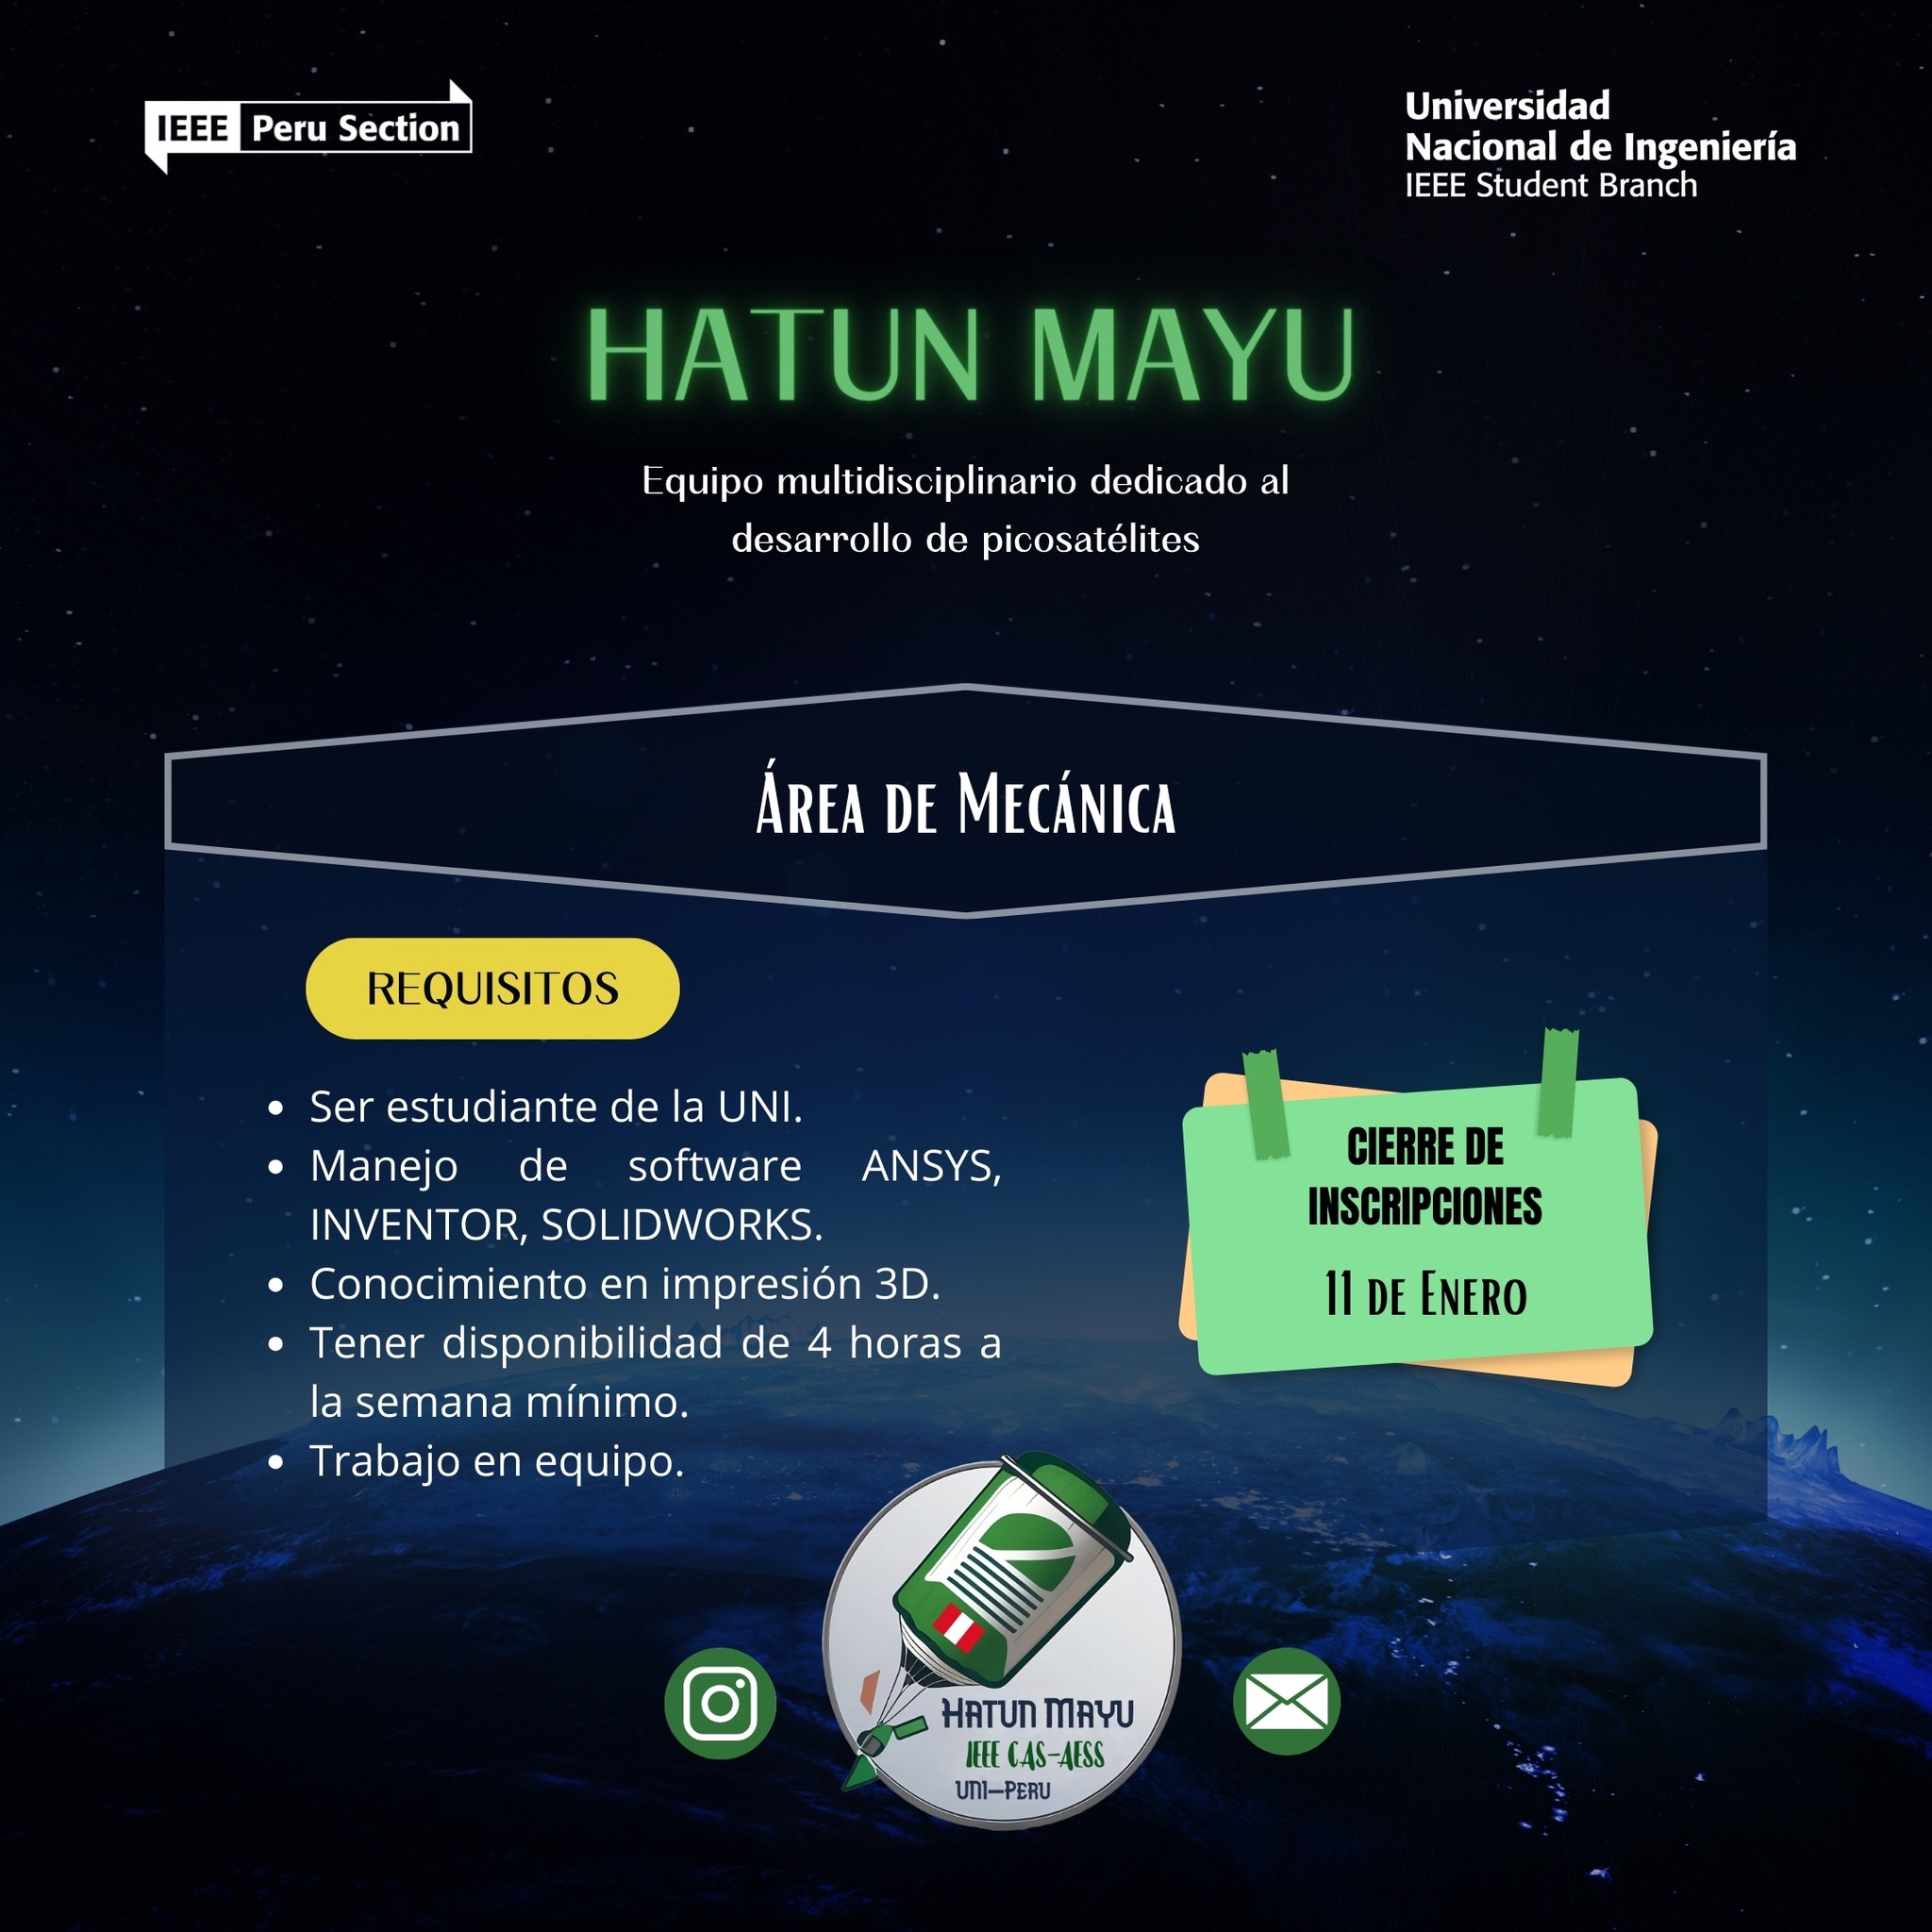 IEEE Peru Section
Universidad
Nacional de Ingeniería
IEEE Student Branch
HATUN MAYU
Equipo multidisciplinario dedicado al
desarrollo de picosatélites
Área de Mecánica
REQUISITOS
• Ser estudiante de la UNI.
• Manejo de software ANSYS,
INVENTOR, SOLIDWORKS.
• Conocimiento en impresión 3D.
• Tener disponibilidad de 4 horas a
la semana mínimo.
• Trabajo en equipo.
CIERRE DE
INSCRIPCIONES
11 de Enero
Hatun Mayu
IEEE CAS-AESS
UNI-Peru